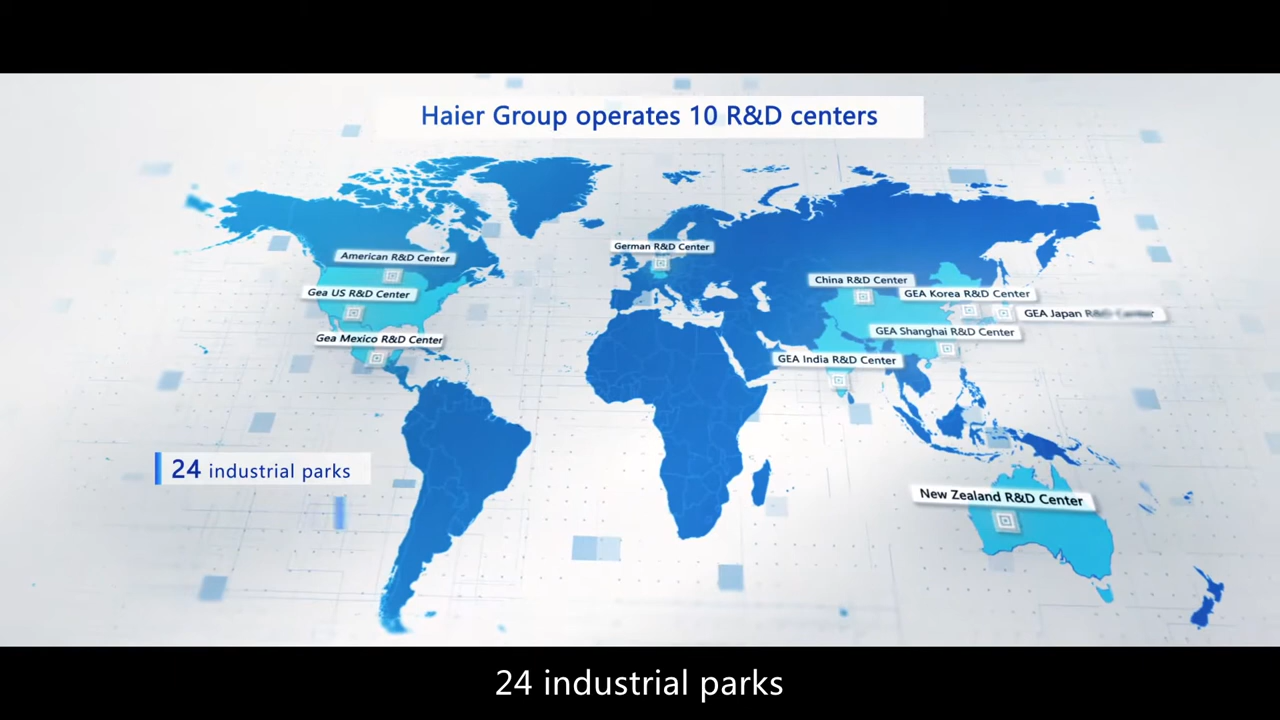 Haier Group operates 10 R&D centers
American R&D Center
German R&D Center
Gea US R&D Center
China R&D Center
GEA Korea R&D Center
GEA Japan R&D Center
Gea Mexico R&D Center
GEA Shanghai R&D Center
GEA India R&D Center
24 industrial parks
New Zealand R&D Center
24 industrial parks